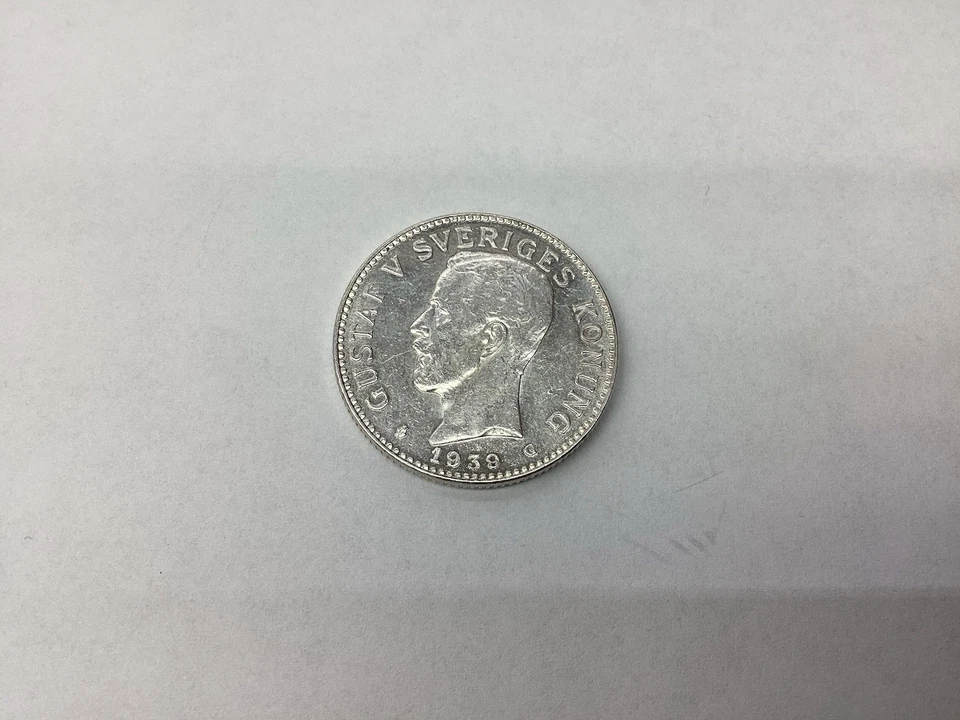 GUSTAF V SVERIGES KONUNG
1939 G